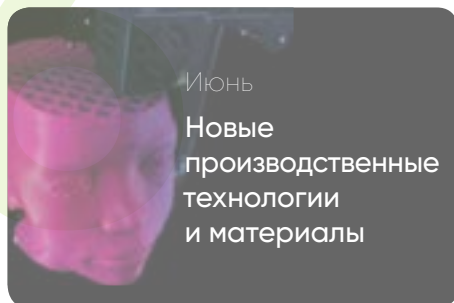 Июнь
Новые
производственные
технологии
и материалы